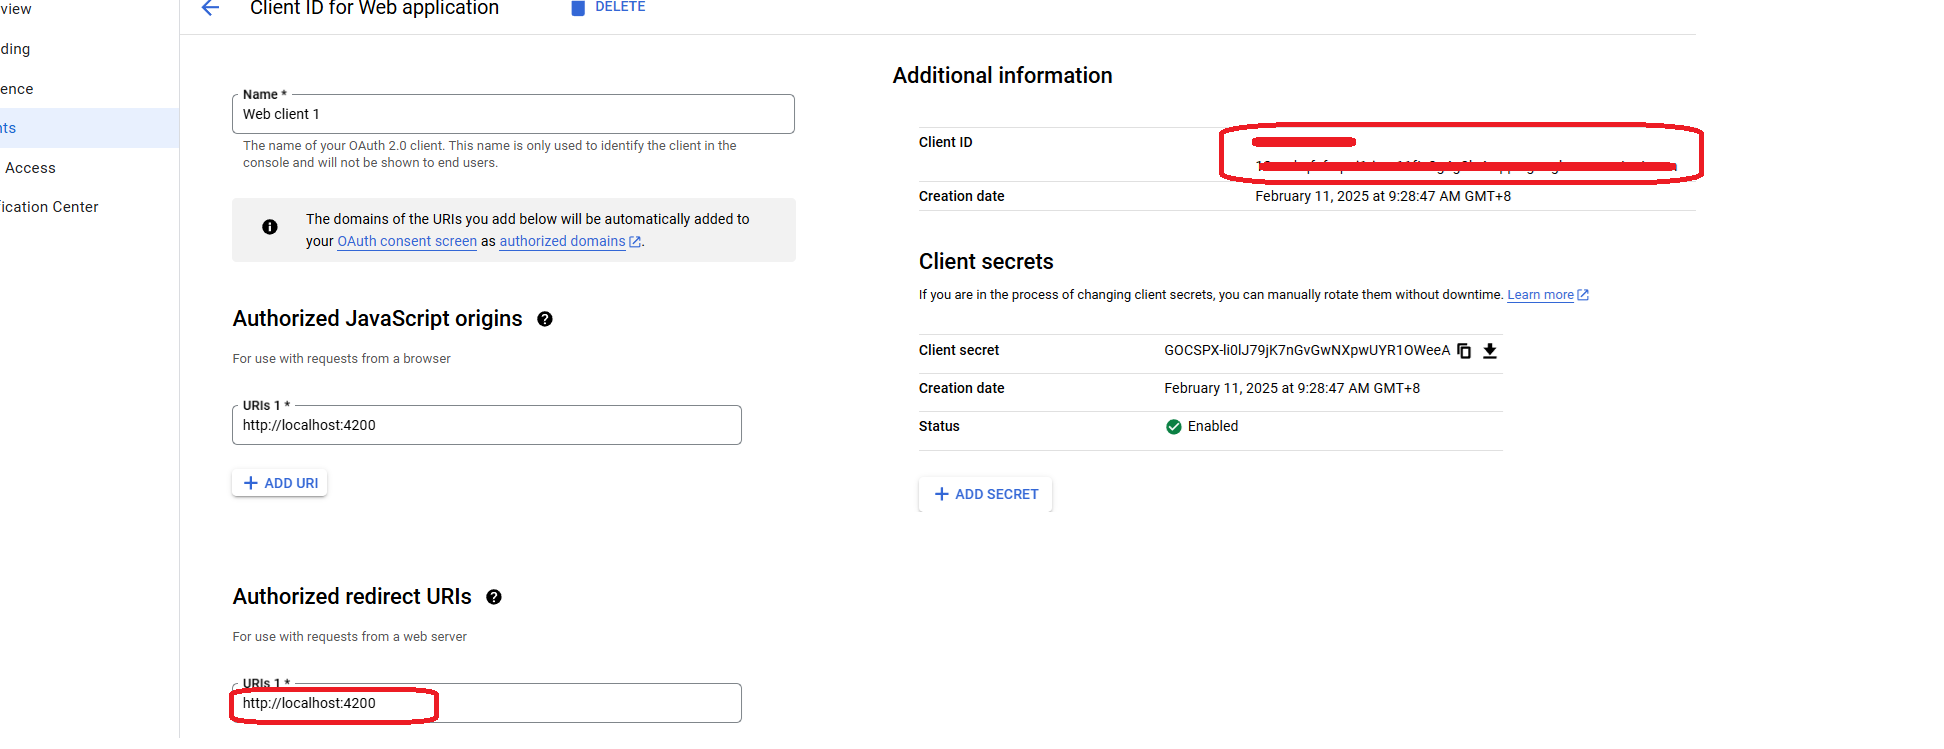 view
Client ID for Web application
DELETE
ding
ence
nts
Access
ication Center
Name *
Web client 1
The name of your OAuth 2.0 client. This name is only used to identify the client in the
console and will not be shown to end users.
The domains of the URIs you add below will be automatically added to
your OAuth consent screen as authorized domains.
Authorized JavaScript origins
For use with requests from a browser
URIs 1 *
http://localhost:4200
ADD URI
Authorized redirect URIs
For use with requests from a web server
URIs 1 *
http://localhost:4200
Additional information
Client ID
Creation date
February 11, 2025 at 9:28:47 AM GMT+8
Client secrets
If you are in the process of changing client secrets, you can manually rotate them without downtime. Learn more
Client secret
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
Creation date
February 11, 2025 at 9:28:47 AM GMT+8
Status
Enabled
ADD SECRET